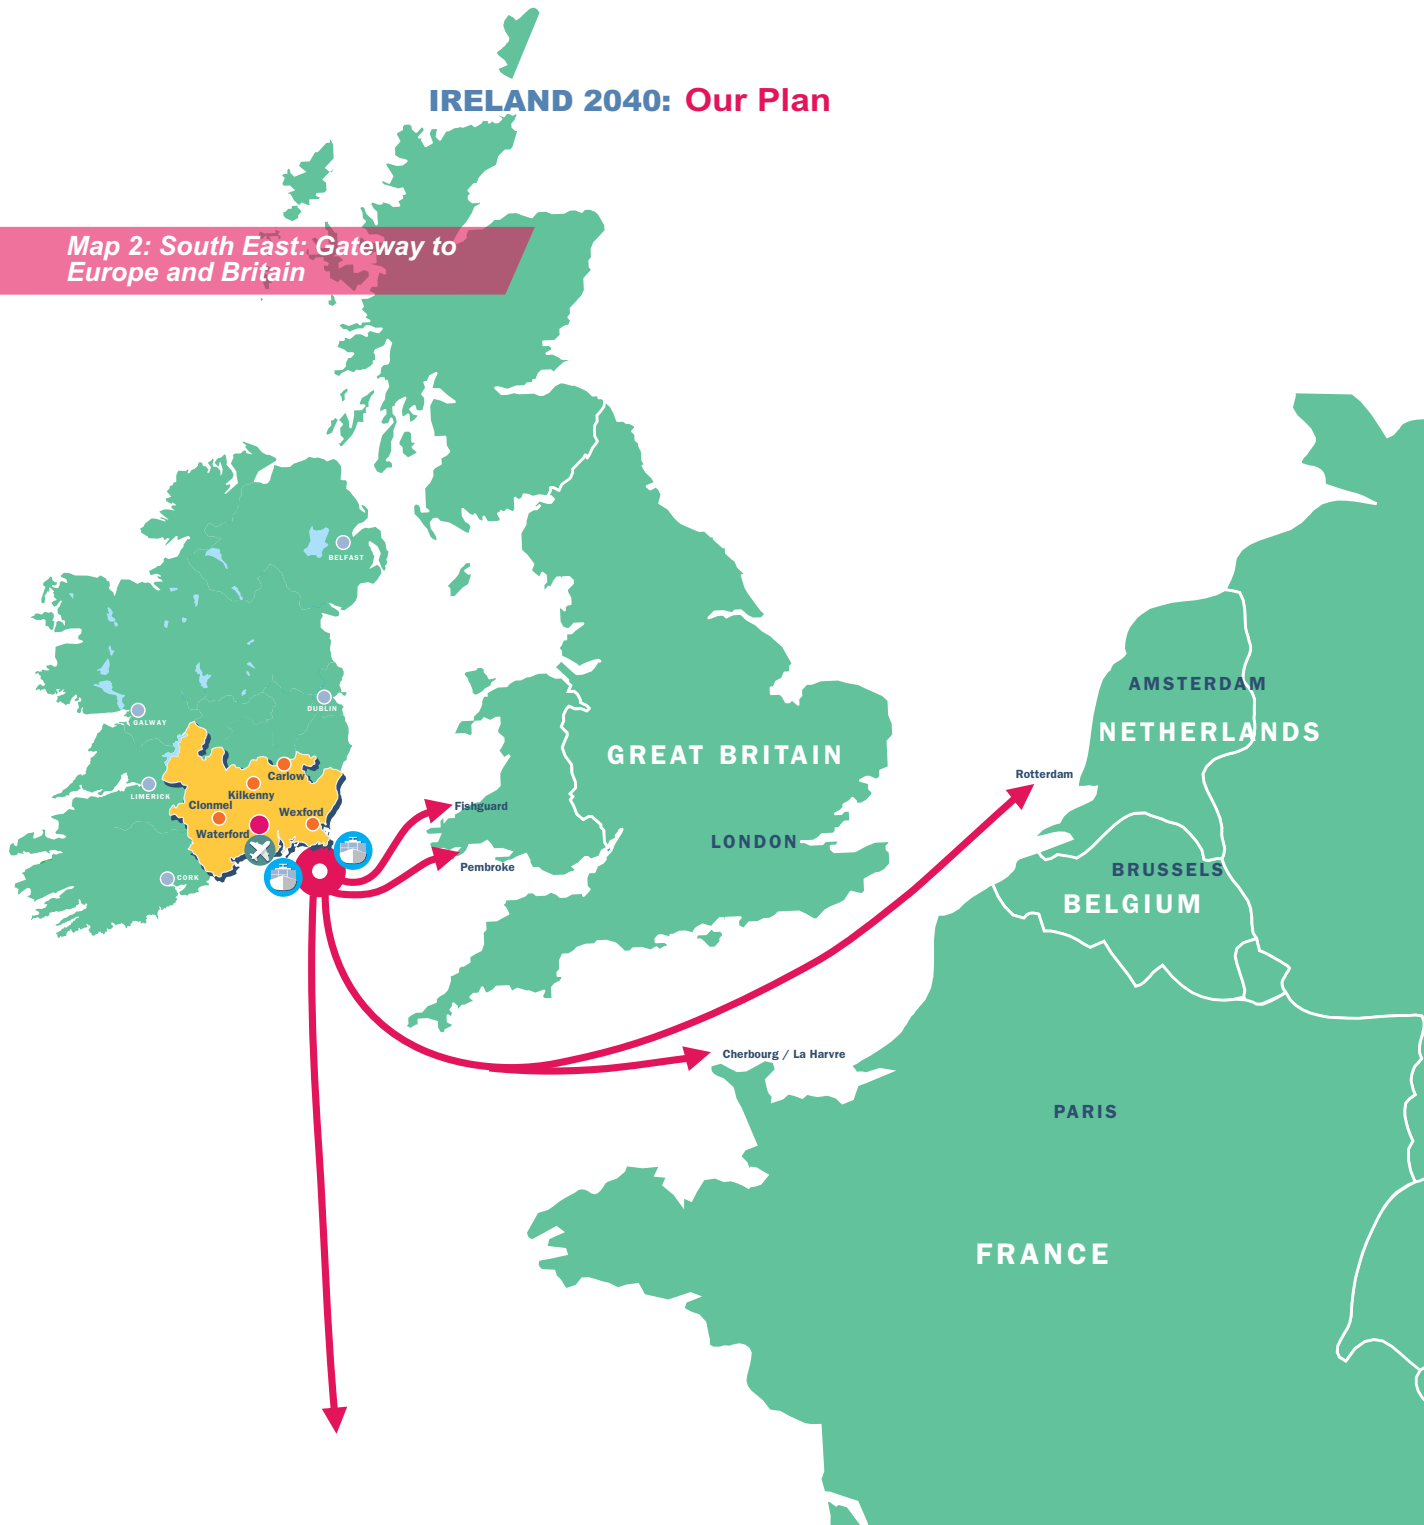 IRELAND 2040: Our Plan
Map 2: South East: Gateway to
Europe and Britain
BELFAST
AMSTERDAM
DUBLIN
GALWAY
NETHERLANDS
GREAT BRITAIN
Carlow
Rotterdam
Kilkenny
LIMERICK
Clonmel
Fishguard
Wexford
Waterford
LONDON
Pembroke
BRUSSELS
CORK
BELGIUM
Cherbourg / La Harvre
PARIS
FRANCE